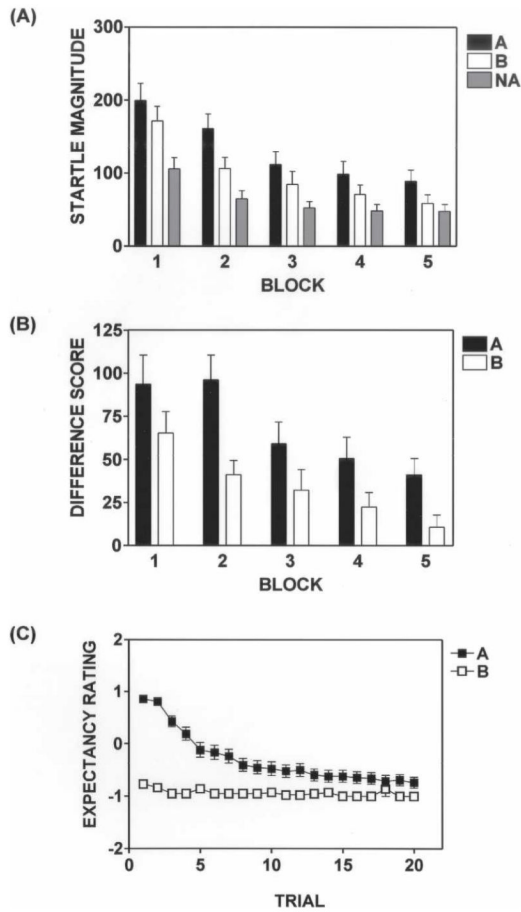 (A)
STARTLE MAGNITUDE
300
200
100
0
A
B
NA
1 2 3 4 5
BLOCK
(B)
DIFFERENCE SCORE
125
100
75
50
25
0
A
B
1 2 3 4 5
BLOCK
(C)
EXPECTANCY RATING
2
1
0
-1
-2
A
B
0 5 10 15 20
TRIAL